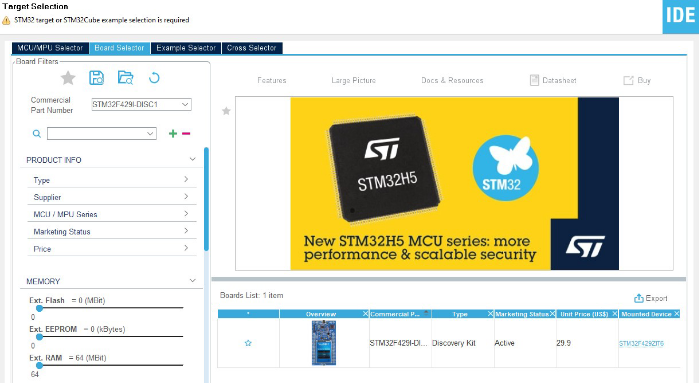 Target Selection
STM32 target or STM32Cube example selection is required
IDE
MCU/MPU Selector Board Selector Example Selector Cross Selector
Board Filters
Commercial
Part Number
STM32F429I-DISC1
PRODUCT INFO
Type
Supplier
MCU / MPU Series
Marketing Status
Price
MEMORY
Ext. Flash = 0 (MBit)
0
Ext. EEPROM = 0 (kBytes)
0
Ext. RAM = 64 (MBit)
64
Features Large Picture Docs & Resources Datasheet Buy
STM32H5
STM32
New STM32H5 MCU series: more
performance & scalable security
ST
Boards List: 1 item
Export
* Overview Commercial P... Type Marketing Status Unit Price (US$) Mounted Device
STM32F429I-DI... Discovery Kit Active 29.9 STM32F429ZIT6